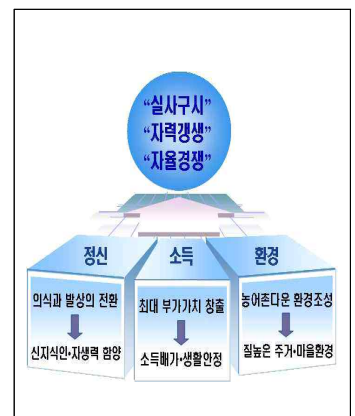 “실사구시”
“자력갱생”
“자율경쟁”
정신 소득 환경
의식과 발상의 전환 최대 부가가치 창출 농어촌다운 환경조성
신지식인•자생력 함양 소득배가•생활안정 질높은 주거•마을환경